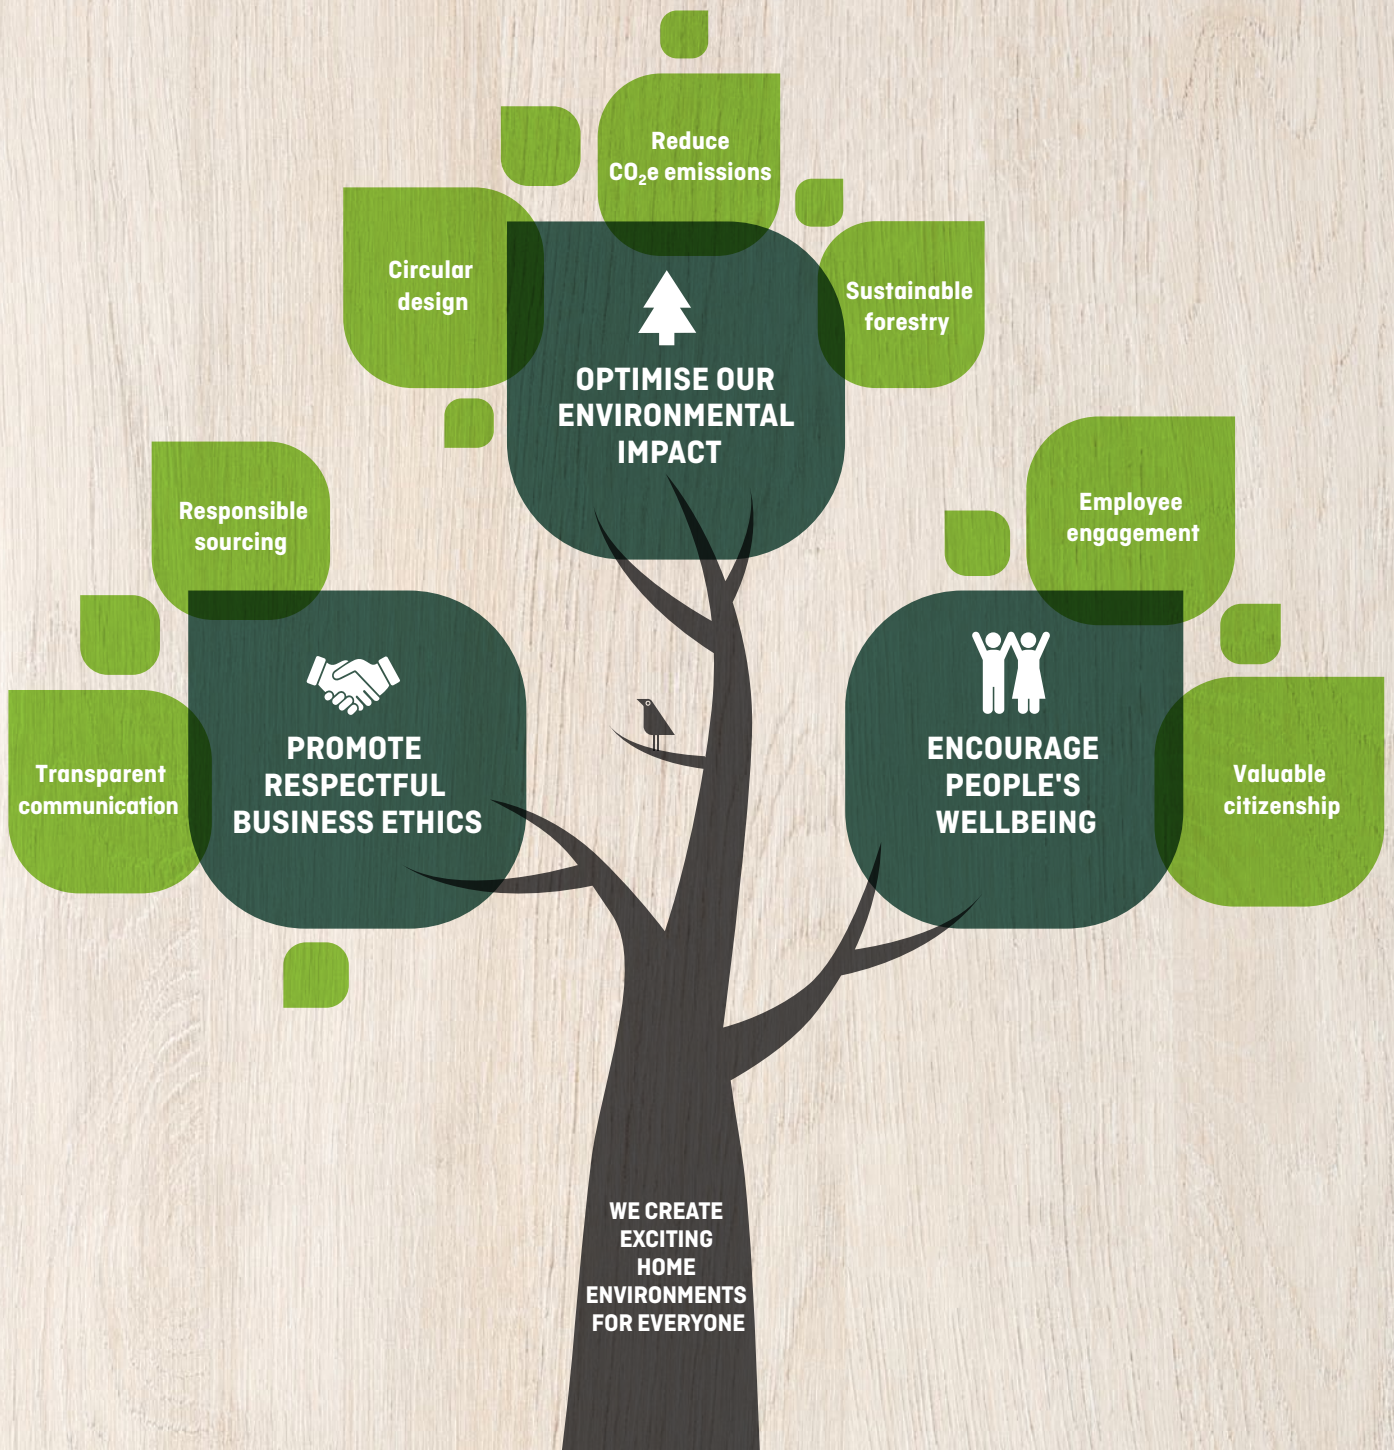 Reduce
CO₂e emissions
Circular
design
Sustainable
forestry
OPTIMISE OUR
ENVIRONMENTAL
IMPACT
Responsible
sourcing
Employee
engagement
Transparent
communication
PROMOTE
RESPECTFUL
BUSINESS ETHICS
ENCOURAGE
PEOPLE'S
WELLBEING
Valuable
citizenship
WE CREATE
EXCITING
HOME
ENVIRONMENTS
FOR EVERYONE